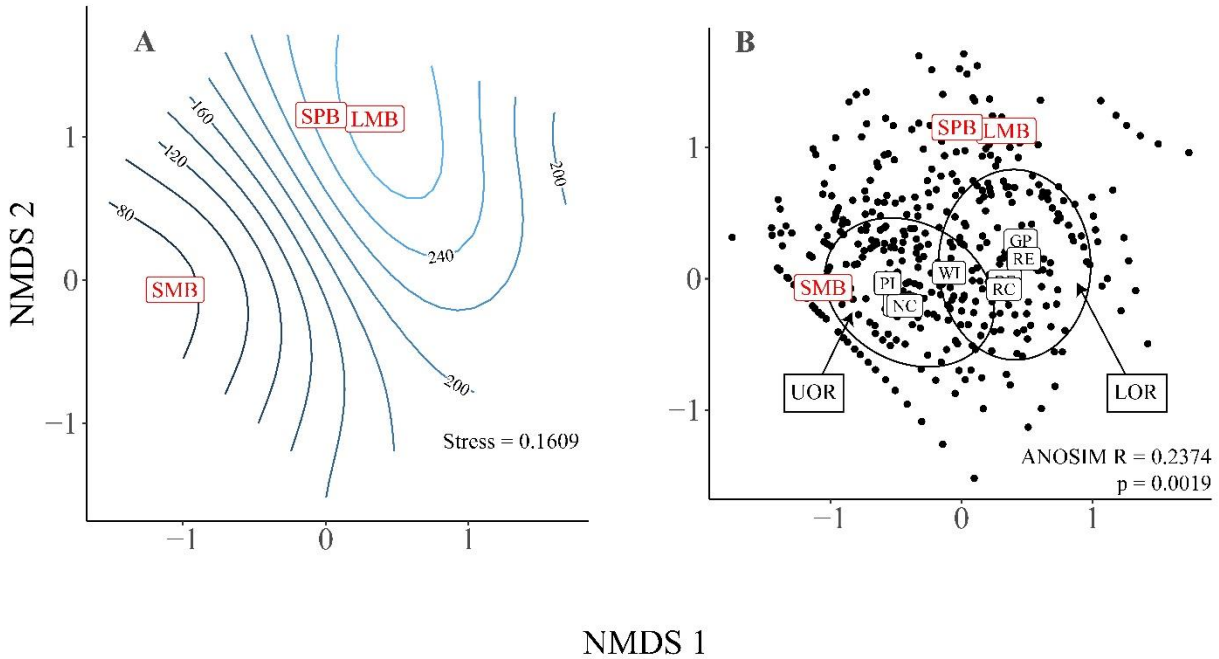 A
B
NMDS 2
1
0
−1
−1
0
1
80
120
160
240
200
200
SPB
LMB
SMB
Stress = 0.1609
1
0
−1
−1
0
1
SPB
LMB
SMB
GP
RE
RC
WI
PI
NC
UOR
LOR
ANOSIM R = 0.2374
p = 0.0019
NMDS 1